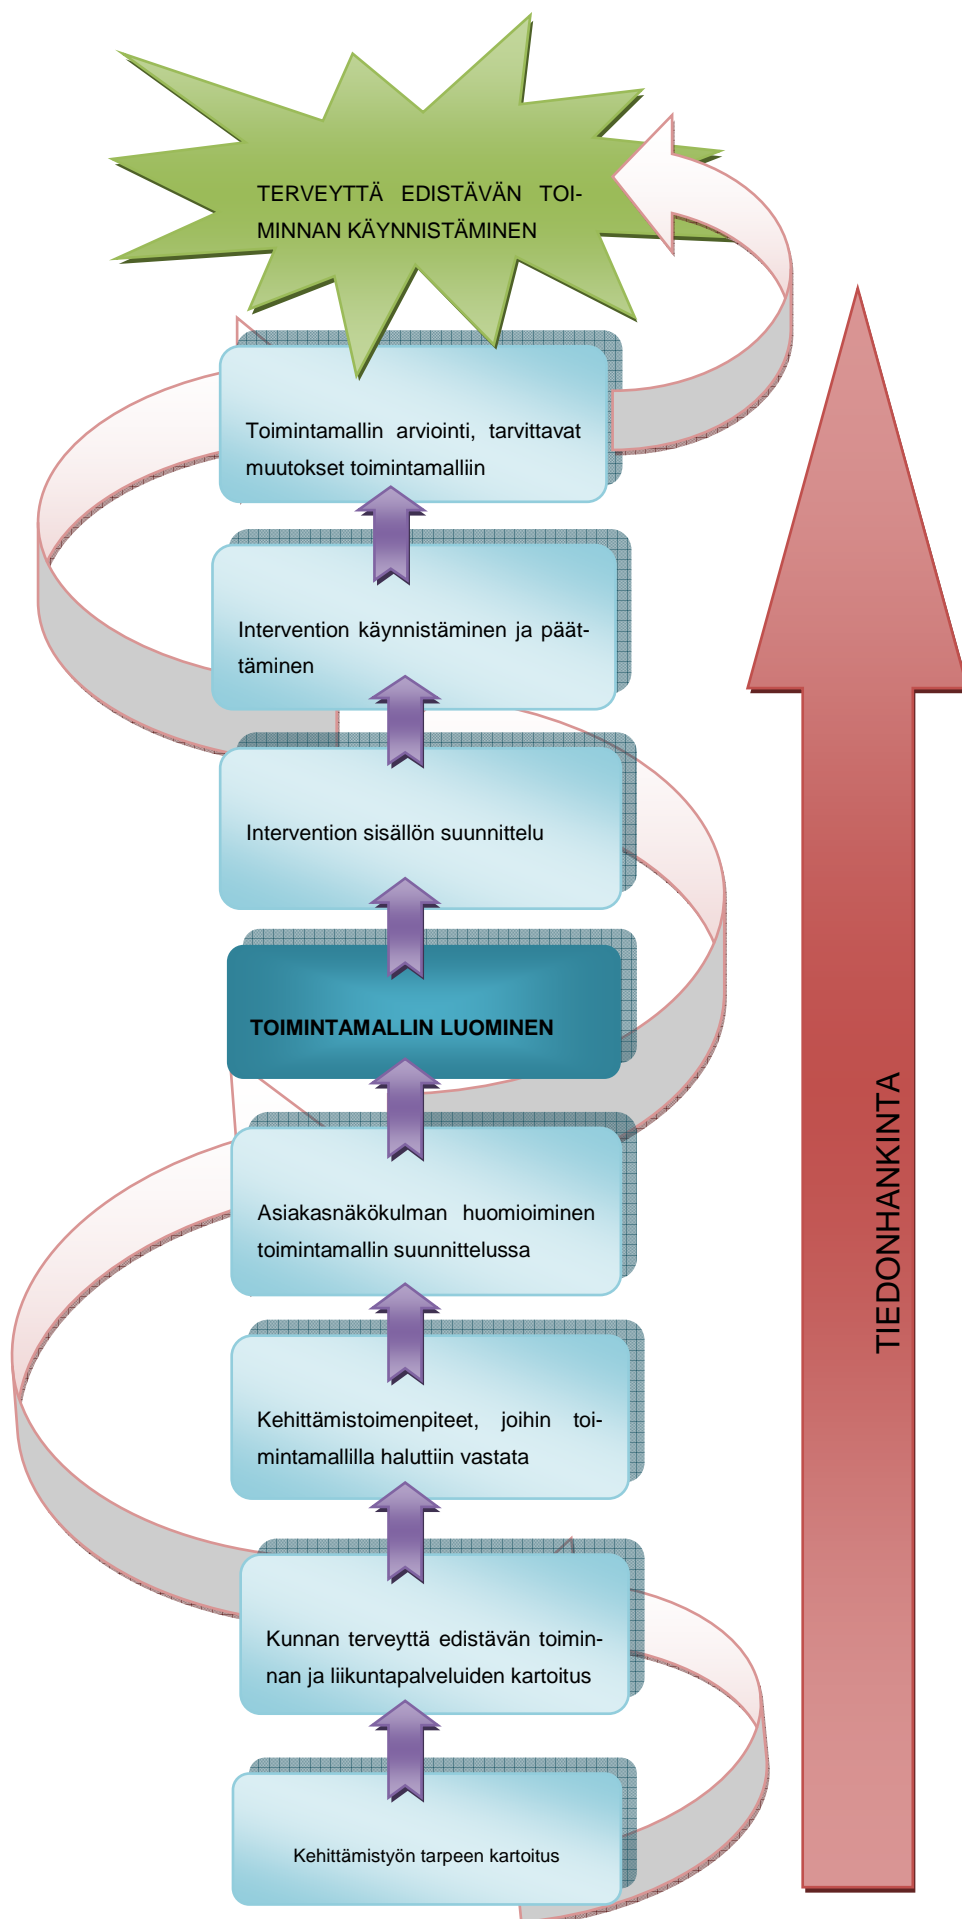 TERVEYTTÄ EDISTÄVÄN TOI-
MINNAN KÄYNNISTÄMINEN
Toimintamallin arviointi, tarvittavat
muutokset toimintamalliin
Intervention käynnistäminen ja päät-
täminen
Intervention sisällön suunnittelu
TOIMINTAMALLIN LUOMINEN
Asiakasnäkökulman huomioiminen
toimintamallin suunnittelussa
Kehittämistoimenpiteet, joihin toi-
mintamallilla haluttiin vastata
Kunnan terveyttä edistävän toimin-
nan ja liikuntapalveluiden kartoitus
Kehittämistyön tarpeen kartoitus
TIEDONHANKINTA